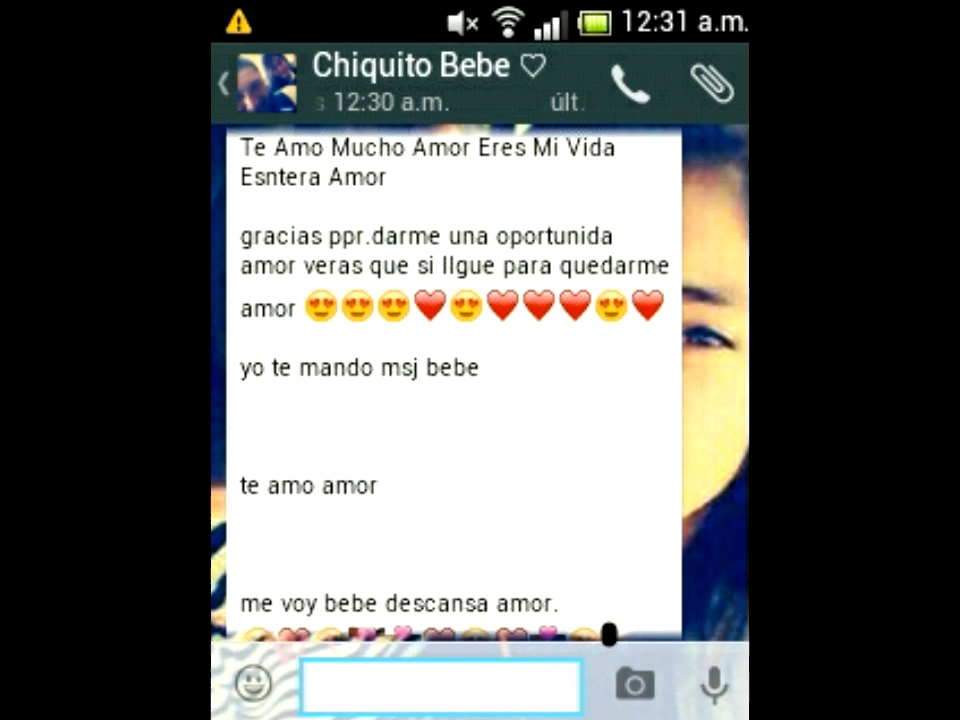 12:31 a.m.
Chiquito Bebe ♡
s 12:30 a.m. últ.
Te Amo Mucho Amor Eres Mi Vida
Esntera Amor
gracias ppr.darme una oportunida
amor veras que si llgue para quedarme
amor 😍😍😍❤😍❤❤❤😍❤
yo te mando msj bebe
te amo amor
me voy bebe descansa amor.